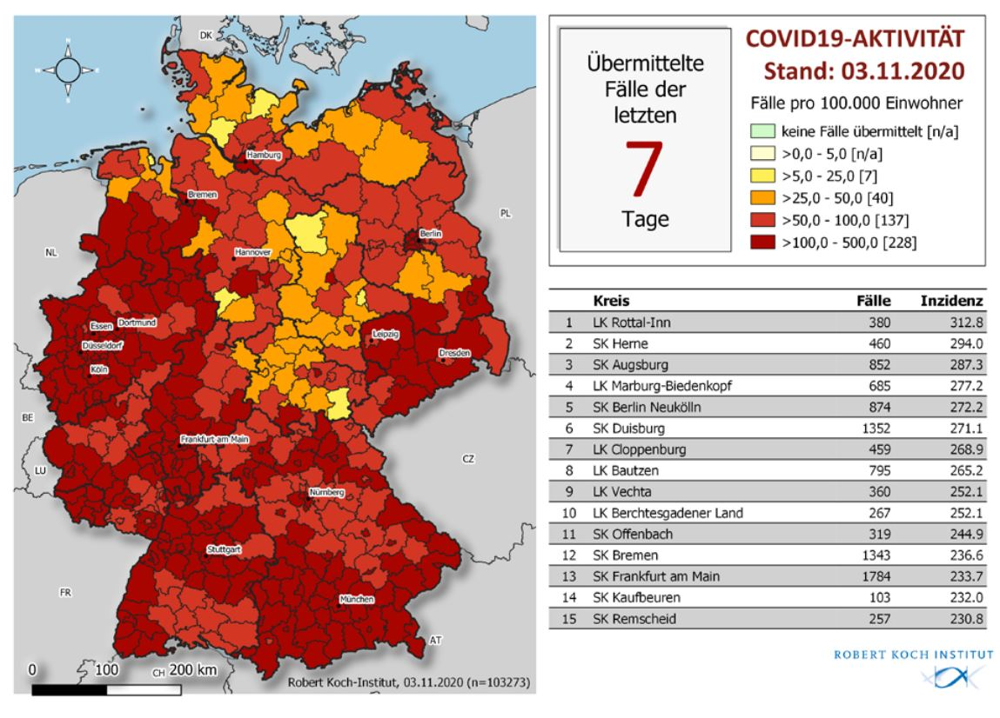 N
W
E
S
DK
Hamburg
Bremen
PL
Berlin
NL
Hannover
Essen
Dortmund
Düsseldorf
Leipzig
Köln
Dresden
BE
Frankfurt am Main
LU
CZ
Nürnberg
Stuttgart
FR
München
AT
0 100 200 km
CH
Robert Koch-Institut, 03.11.2020 (n=103273)
Übermittelte
Fälle der
letzten
7
Tage
COVID19-AKTIVITÄT
Stand: 03.11.2020
Fälle pro 100.000 Einwohner
keine Fälle übermittelt [n/a]
>0,0 - 5,0 [n/a]
>5,0 - 25,0 [7]
>25,0 - 50,0 [40]
>50,0 - 100,0 [137]
>100,0 - 500,0 [228]
Kreis Fälle Inzidenz
1 LK Rottal-Inn 380 312.8
2 SK Herne 460 294.0
3 SK Augsburg 852 287.3
4 LK Marburg-Biedenkopf 685 277.2
5 SK Berlin Neukölln 874 272.2
6 SK Duisburg 1352 271.1
7 LK Cloppenburg 459 268.9
8 LK Bautzen 795 265.2
9 LK Vechta 360 252.1
10 LK Berchtesgadener Land 267 252.1
11 SK Offenbach 319 244.9
12 SK Bremen 1343 236.6
13 SK Frankfurt am Main 1784 233.7
14 SK Kaufbeuren 103 232.0
15 SK Remscheid 257 230.8
ROBERT KOCH INSTITUT